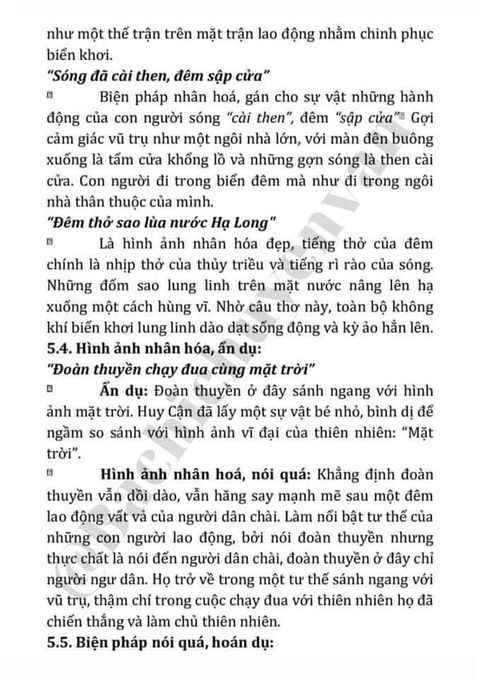 như một thế trận trên mặt trận lao động nhằm chinh phục
biển khơi.
“Sóng đã cài then, đêm sập cửa”
Biện pháp nhân hoá, gán cho sự vật những hành
động của con người sóng “cài then”, đêm “sập cửa” Gợi
cảm giác vũ trụ như một ngôi nhà lớn, với màn đên buông
xuống là tấm cửa khổng lồ và những gợn sóng là then cài
cửa. Con người đi trong biển đêm mà như đi trong ngôi
nhà thân thuộc của mình.
“Đêm thở sao lùa nước Hạ Long"
Là hình ảnh nhân hóa đẹp, tiếng thở của đêm
chính là nhịp thở của thủy triều và tiếng rì rào của sóng.
Những đốm sao lung linh trên mặt nước nâng lên hạ
xuống một cách hùng vĩ. Nhờ câu thơ này, toàn bộ không
khí biển khơi lung linh dào dạt sống động và kỳ ảo hẳn lên.
5.4. Hình ảnh nhân hóa, ẩn dụ:
“Đoàn thuyền chạy đua cùng mặt trời”
Ẩn dụ: Đoàn thuyền ở đây sánh ngang với hình
ảnh mặt trời. Huy Cận đã lấy một sự vật bé nhỏ, bình dị để
ngầm so sánh với hình ảnh vĩ đại của thiên nhiên: “Mặt
trời”.
Hình ảnh nhân hoá, nói quá: Khẳng định đoàn
thuyền vẫn dồi dào, vẫn hăng say mạnh mẽ sau một đêm
lao động vất vả của người dân chài. Làm nổi bật tư thế của
những con người lao động, bởi nói đoàn thuyền nhưng
thực chất là nói đến người dân chài, đoàn thuyền ở đây chỉ
người ngư dân. Họ trở về trong một tư thế sánh ngang với
vũ trụ, thậm chí trong cuộc chạy đua với thiên nhiên họ đã
chiến thắng và làm chủ thiên nhiên.
5.5. Biện pháp nói quá, hoán dụ:
@Bachichuyenvan